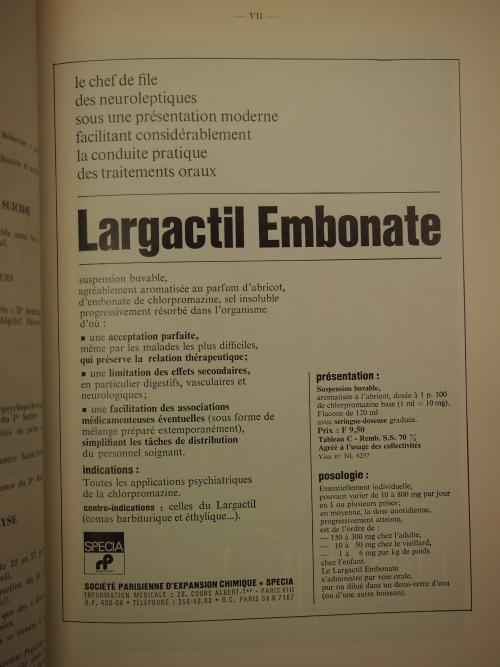 — VII —
le chef de file
des neuroleptiques
sous une présentation moderne
facilitant considérablement
la conduite pratique
des traitements oraux
Largactil Embonate
suspension buvable,
agréablement aromatisée au parfum d'abricot,
d'embonate de chlorpromazine, sel insoluble
progressivement résorbé dans l'organisme
d'où :
▪ une acceptation parfaite,
même par les malades les plus difficiles,
qui préserve la relation thérapeutique;
▪ une limitation des effets secondaires,
en particulier digestifs, vasculaires et
neurologiques;
▪ une facilitation des associations
médicamenteuses éventuelles (sous forme de
mélange préparé extemporanément),
simplifiant les tâches de distribution
du personnel soignant.
indications :
Toutes les applications psychiatriques
de la chlorpromazine.
contre-indications : celles du Largactil
(comas barbiturique et éthylique...).
présentation :
Suspension buvable,
aromatisée à l'abricot, dosée à 1 p. 100
de chlorpromazine base (1 ml = 10 mg).
Flacons de 120 ml
avec seringue-doseuse graduée.
Prix : F 9,50
Tableau C - Remb. S.S. 70 %
Agréé à l'usage des collectivités
Visa n° NL 6257
posologie :
Essentiellement individuelle,
pouvant varier de 10 à 800 mg par jour
en 1 ou plusieurs prises;
en moyenne, la dose quotidienne,
progressivement atteinte,
est de l'ordre de :
— 150 à 300 mg chez l'adulte,
— 10 à 50 mg chez le vieillard,
— 1 à 6 mg par kg de poids
chez l'enfant.
Le Largactil Embonate
s'administre par voie orale,
pur ou dilué dans un demi-verre d'eau
(ou d'une autre boisson).
SPECIA
SOCIÉTÉ PARISIENNE D'EXPANSION CHIMIQUE ▪ SPECIA
INFORMATION MÉDICALE : 28, COURS ALBERT-1er - PARIS VIII
B.P. 490-08 • TÉLÉPHONE : 256-40.00 • R.C. PARIS 56 B 7187
SUICIDE